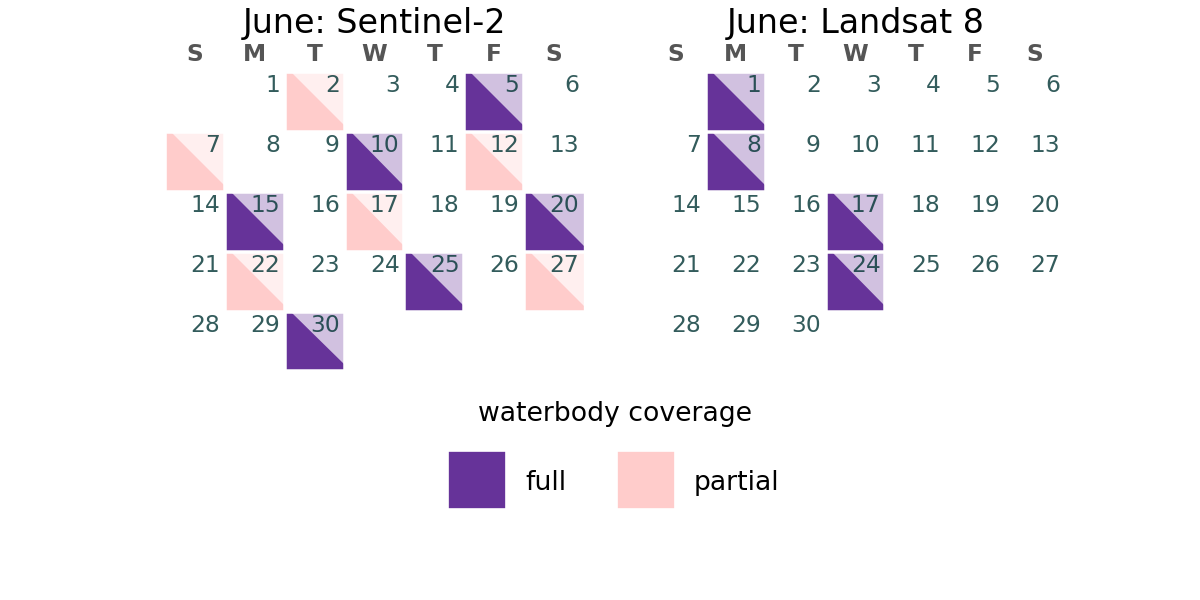 June: Sentinel-2
S M T W T F S
1 2 3 4 5 6
7 8 9 10 11 12 13
14 15 16 17 18 19 20
21 22 23 24 25 26 27
28 29 30
June: Landsat 8
S M T W T F S
1 2 3 4 5 6
7 8 9 10 11 12 13
14 15 16 17 18 19 20
21 22 23 24 25 26 27
28 29 30
waterbody coverage
full partial